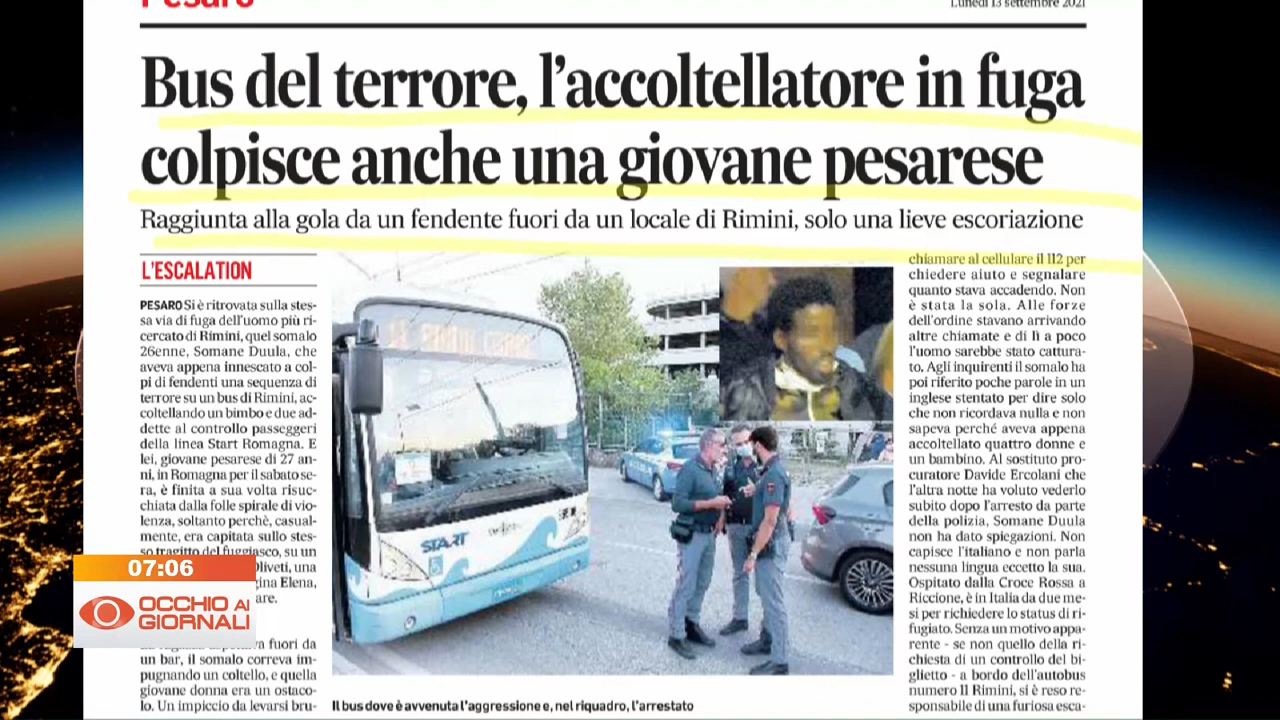 Pesaro
Lunedì 13 settembre 2021
Bus del terrore, l'accoltellatore in fuga
colpisce anche una giovane pesarese
Raggiunta alla gola da un fendente fuori da un locale di Rimini, solo una lieve escoriazione
L'ESCALATION
PESARO Si è ritrovata sulla stes-
sa via di fuga dell'uomo più ri-
cercato di Rimini, quel somalo
26enne, Somane Duula, che
aveva appena innescato a col-
pi di fendenti una sequenza di
terrore su un bus di Rimini, ac-
coltellando un bimbo e due ad-
dette al controllo passeggeri
della linea Start Romagna. E
lei, giovane pesarese di 27 an-
ni, in Romagna per il sabato se-
ra, è finita a sua volta risuc-
chiata dalla folle spirale di vio-
lenza, soltanto perchè, casual-
mente, era capitata sullo stes-
so tragitto del fuggiasco, su un
Oliveti, una
gina Elena,
are.
va fuori da
un bar, il somalo correva im-
pugnando un coltello, e quella
giovane donna era un ostaco-
lo. Un impiccio da levarsi bru-
START
Il bus dove è avvenuta l'aggressione e, nel riquadro, l'arrestato
chiamare al cellulare il 112 per
chiedere aiuto e segnalare
quanto stava accadendo. Non
è stata la sola. Alle forze
dell'ordine stavano arrivando
altre chiamate e di lì a poco
l'uomo sarebbe stato cattura-
to. Agli inquirenti il somalo ha
poi riferito poche parole in un
inglese stentato per dire solo
che non ricordava nulla e non
sapeva perché aveva appena
accoltellato quattro donne e
un bambino. Al sostituto pro-
curatore Davide Ercolani che
l'altra notte ha voluto vederlo
subito dopo l'arresto da parte
della polizia, Somane Duula
non ha dato spiegazioni. Non
capisce l'italiano e non parla
nessuna lingua eccetto la sua.
Ospitato dalla Croce Rossa a
Riccione, è in Italia da due me-
si per richiedere lo status di ri-
fugiato. Senza un motivo appa-
rente - se non quello della ri-
chiesta di un controllo del bi-
glietto - a bordo dell'autobus
numero 11 Rimini, si è reso re-
sponsabile di una furiosa esca-
07:06
OCCHIO AI
GIORNALI